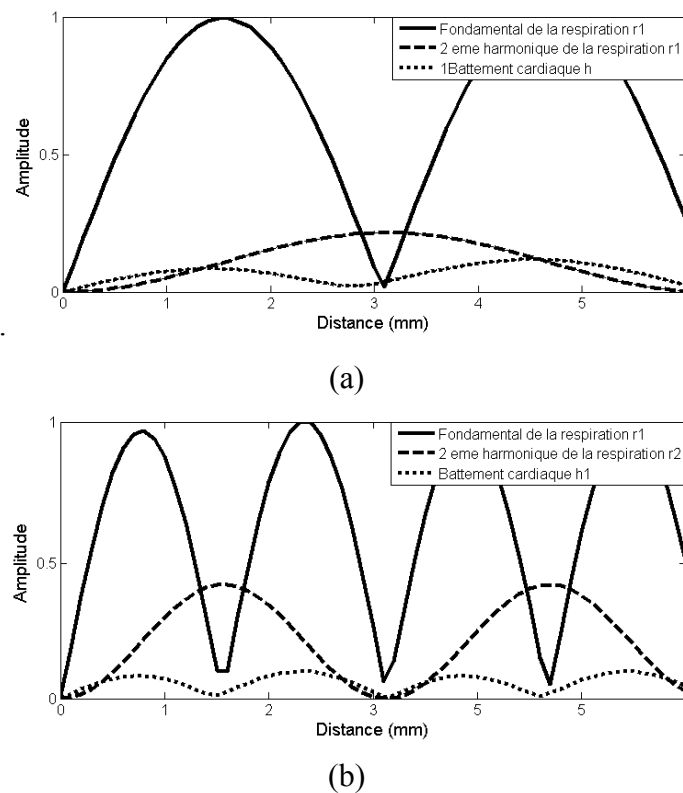 1
Fondamental de la respiration r1
2 eme harmonique de la respiration r1
1Battement cardiaque h
0.5
Amplitude
0
0 1 2 3 4 5
Distance (mm)
.
(a)
1
Fondamental de la respiration r1
2 eme harmonique de la respiration r2
Battement cardiaque h1
0.5
Amplitude
0
0 2 2 3 5 5
Distance (mm)
(b)